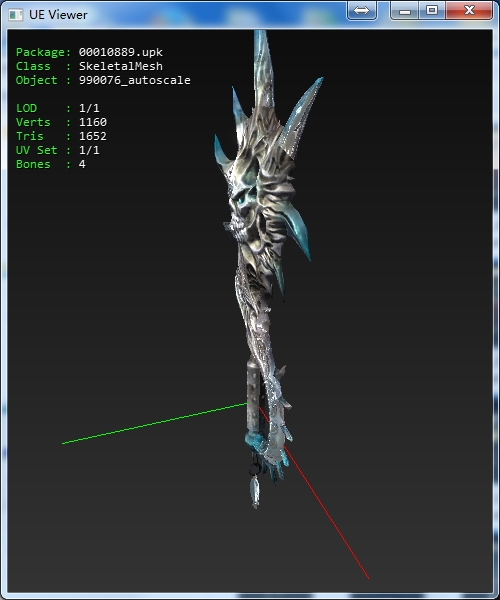 UE Viewer
Package: 00010889.upk
Class : SkeletalMesh
Object : 990076_autoscale
LOD : 1/1
Verts : 1160
Tris : 1652
UV Set : 1/1
Bones : 4